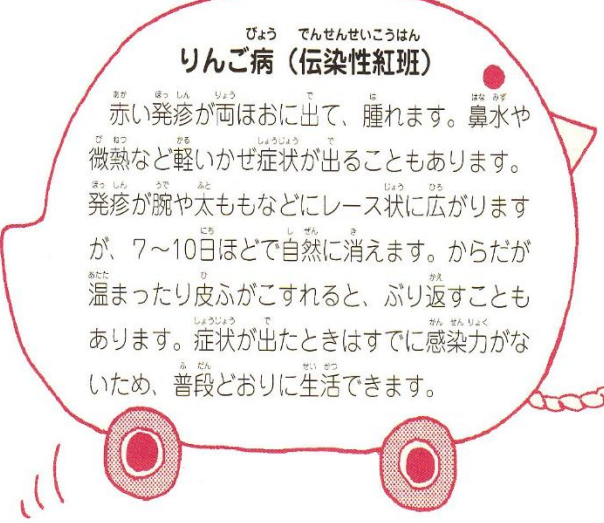 りんご病（伝染性紅班）
赤い発疹が両ほおに出て、腫れます。鼻水や
微熱など軽いかぜ症状が出ることもあります。
発疹が腕や太ももなどにレース状に広がります
が、7～10日ほどで自然に消えます。からだが
温まったり皮ふがこすれると、ぶり返すことも
あります。症状が出たときはすでに感染力がな
いため、普段どおりに生活できます。